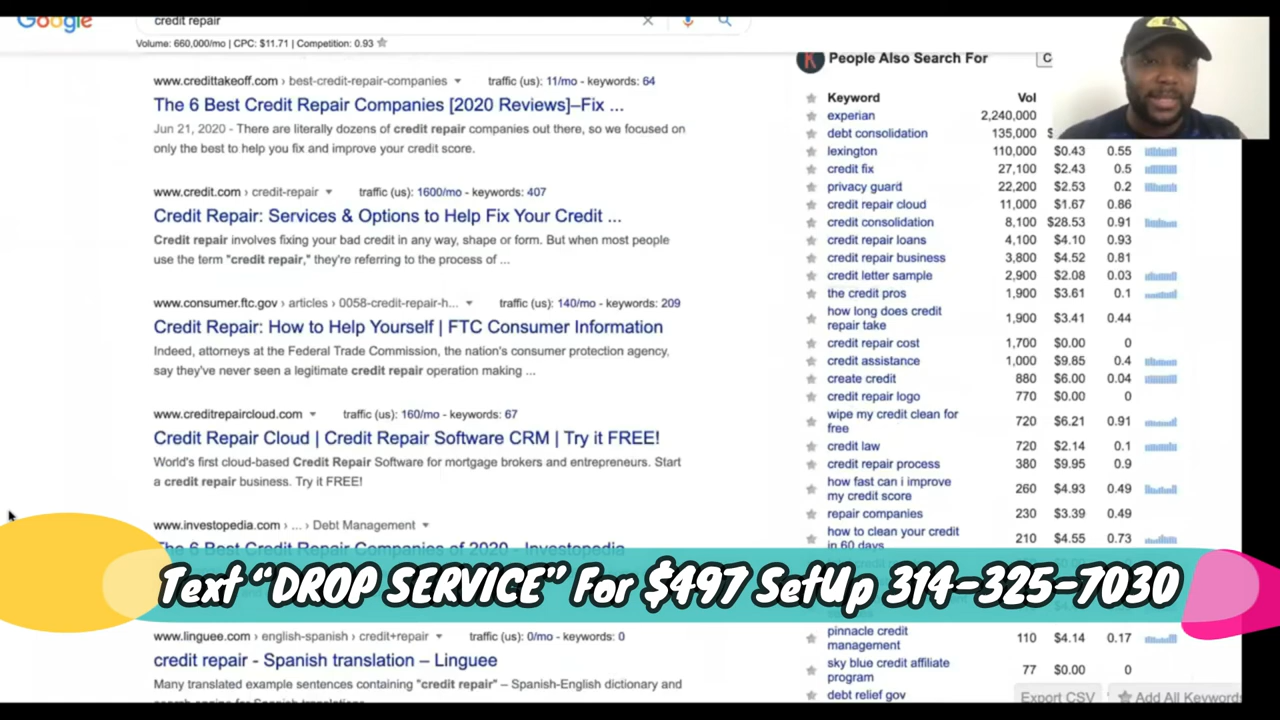 Google
credit repair
Volume: 660,000/mo | CPC: $11.71 | Competition: 0.93
www.credittakeoff.com › best-credit-repair-companies traffic (us): 11/mo - keywords: 64
The 6 Best Credit Repair Companies [2020 Reviews]–Fix ...
Jun 21, 2020 - There are literally dozens of credit repair companies out there, so we focused on
only the best to help you fix and improve your credit score.
www.credit.com › credit-repair traffic (us): 1600/mo - keywords: 407
Credit Repair: Services & Options to Help Fix Your Credit ...
Credit repair involves fixing your bad credit in any way, shape or form. But when most people
use the term "credit repair," they're referring to the process of ...
www.consumer.ftc.gov › articles › 0058-credit-repair-h... traffic (us): 140/mo - keywords: 209
Credit Repair: How to Help Yourself | FTC Consumer Information
Indeed, attorneys at the Federal Trade Commission, the nation's consumer protection agency,
say they've never seen a legitimate credit repair operation making ...
www.creditrepaircloud.com traffic (us): 160/mo - keywords: 67
Credit Repair Cloud | Credit Repair Software CRM | Try it FREE!
World's first cloud-based Credit Repair Software for mortgage brokers and entrepreneurs. Start
a credit repair business. Try it FREE!
www.investopedia.com › ... › Debt Management
The 6 Best Credit Repair Companies of 2020 - Investopedia
www.linguee.com › english-spanish › credit+repair traffic (us): 0/mo - keywords: 0
credit repair - Spanish translation – Linguee
Many translated example sentences containing "credit repair" – Spanish-English dictionary and
K People Also Search For C
Keyword Vol
experian 2,240,000
debt consolidation 135,000 $
lexington 110,000 $0.43 0.55
credit fix 27,100 $2.43 0.5
privacy guard 22,200 $2.53 0.2
credit repair cloud 11,000 $1.67 0.86
credit consolidation 8,100 $28.53 0.91
credit repair loans 4,100 $4.10 0.93
credit repair business 3,800 $4.52 0.81
credit letter sample 2,900 $2.08 0.03
the credit pros 1,900 $3.61 0.1
how long does credit
repair take 1,900 $3.41 0.44
credit repair cost 1,700 $0.00 0
credit assistance 1,000 $9.85 0.4
create credit 880 $6.00 0.04
credit repair logo 770 $0.00 0
wipe my credit clean for
free 720 $6.21 0.91
credit law 720 $2.14 0.1
credit repair process 380 $9.95 0.9
how fast can i improve
my credit score 260 $4.93 0.49
repair companies 230 $3.39 0.49
how to clean your credit
in 60 days 210 $4.55 0.73
pinnacle credit
management 110 $4.14 0.17
sky blue credit affiliate
program 77 $0.00 0
debt relief gov
Export CSV Add All Keywords
Text “DROP SERVICE” For $497 SetUp 314-325-7030